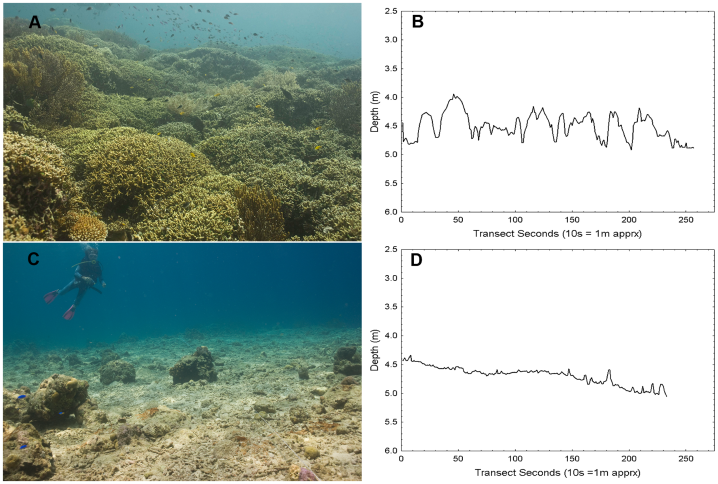 A
B
2.5
3.0
3.5
4.0
4.5
5.0
5.5
6.0
Depth (m)
0 50 100 150 200 250
Transect Seconds (10s = 1m apprx)
C
D
2.5
3.0
3.5
4.0
4.5
5.0
5.5
6.0
Depth (m)
0 50 100 150 200 250
Transect Seconds (10s =1m apprx)